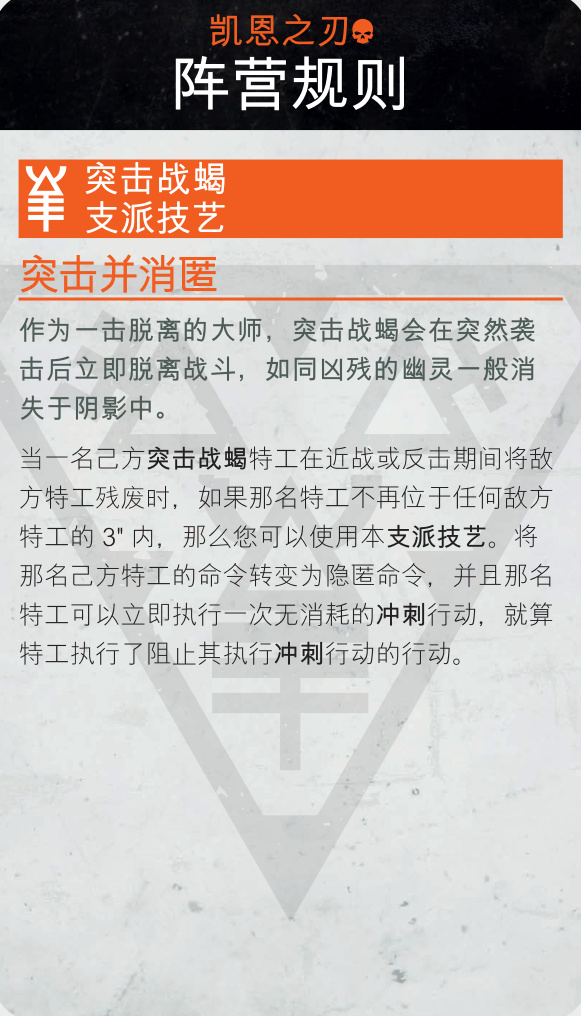 凯恩之刃
阵营规则
突击战蝎
支派技艺
突击并消匿
作为一击脱离的大师，突击战蝎会在突然袭
击后立即脱离战斗，如同凶残的幽灵一般消
失于阴影中。
当一名己方突击战蝎特工在近战或反击期间将敌
方特工残废时，如果那名特工不再位于任何敌方
特工的 3" 内，那么您可以使用本支派技艺。将
那名己方特工的命令转变为隐匿命令，并且那名
特工可以立即执行一次无消耗的冲刺行动，就算
特工执行了阻止其执行冲刺行动的行动。